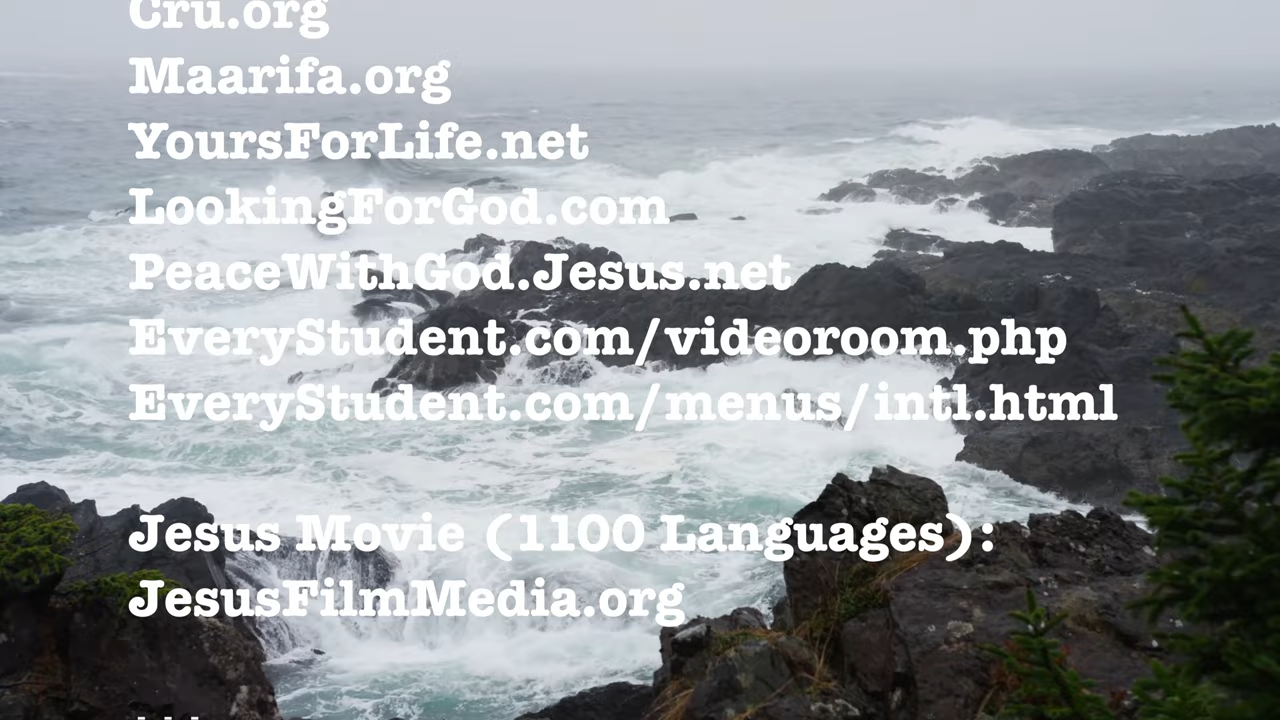 Cru.org
Maarifa.org
YoursForLife.net
LookingForGod.com
PeaceWithGod.Jesus.net
EveryStudent.com/videoroom.php
EveryStudent.com/menus/intl.html
Jesus Movie (1100 Languages):
JesusFilmMedia.org